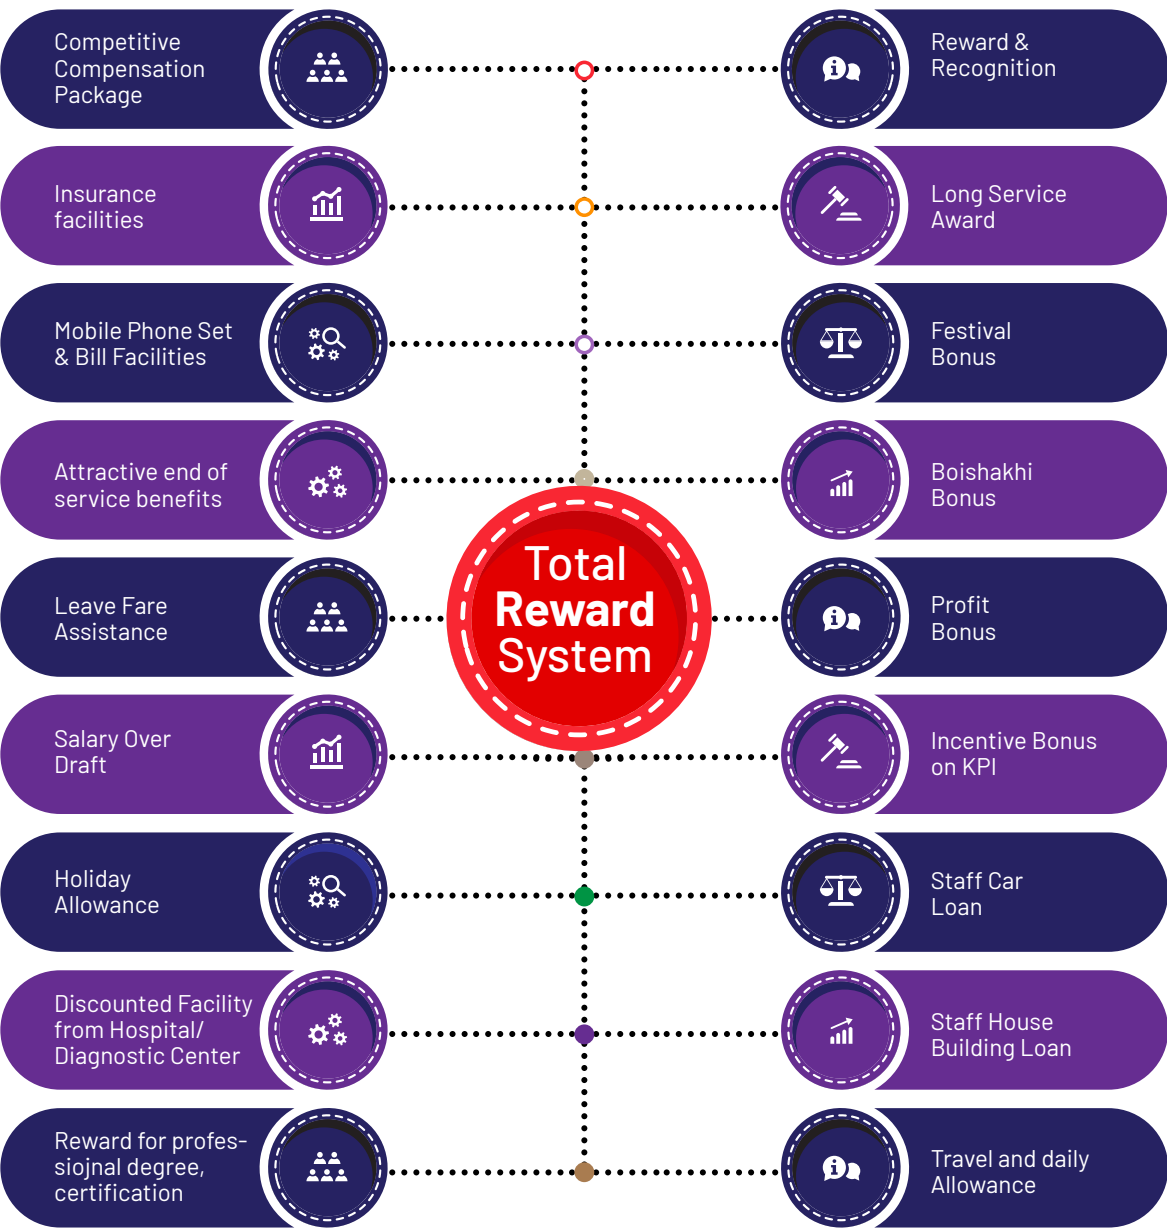 Competitive
Compensation
Package
Reward &
Recognition
Insurance
facilities
Long Service
Award
Mobile Phone Set
& Bill Facilities
Festival
Bonus
Attractive end of
service benefits
Boishakhi
Bonus
Total
Reward
System
Leave Fare
Assistance
Profit
Bonus
Salary Over
Draft
Incentive Bonus
on KPI
Holiday
Allowance
Staff Car
Loan
Discounted Facility
from Hospital/
Diagnostic Center
Staff House
Building Loan
Reward for profes-
siojnal degree,
certification
Travel and daily
Allowance